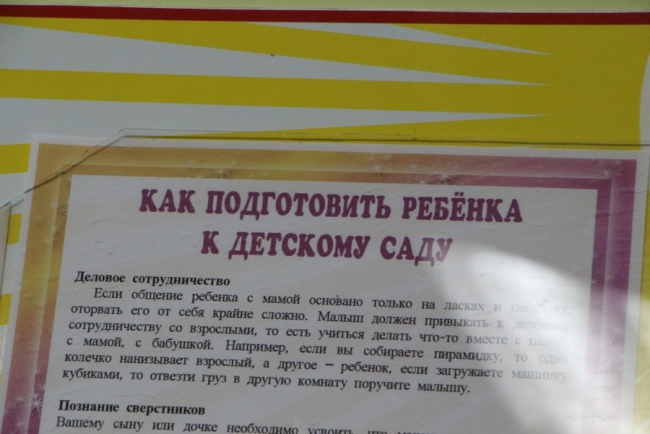 КАК ПОДГОТОВИТЬ РЕБЁНКА
К ДЕТСКОМУ САДУ
Деловое сотрудничество
Если общение ребенка с мамой основано только на ласках и
оторвать его от себя крайне сложно. Малыш должен привыкать к деловому
сотрудничеству со взрослыми, то есть учиться делать что-то вместе с
с мамой, с бабушкой. Например, если вы собираете пирамидку, то одно
колечко нанизывает взрослый, а другое – ребенок, если загружаете машинку
кубиками, то отвезти груз в другую комнату поручите малышу.
Познание сверстников
Вашему сыну или дочке необходимо усвоить, что